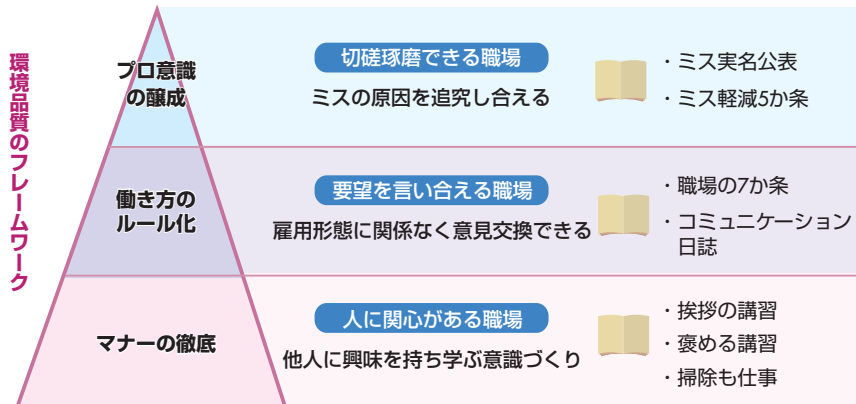 環境品質のフレームワーク
プロ意識
の醸成
切磋琢磨できる職場
ミスの原因を追究し合える
・ミス実名公表
・ミス軽減5か条
働き方の
ルール化
要望を言い合える職場
雇用形態に関係なく意見交換できる
・職場の7か条
・コミュニケーション
日誌
マナーの徹底
人に関心がある職場
他人に興味を持ち学ぶ意識づくり
・挨拶の講習
・褒める講習
・掃除も仕事